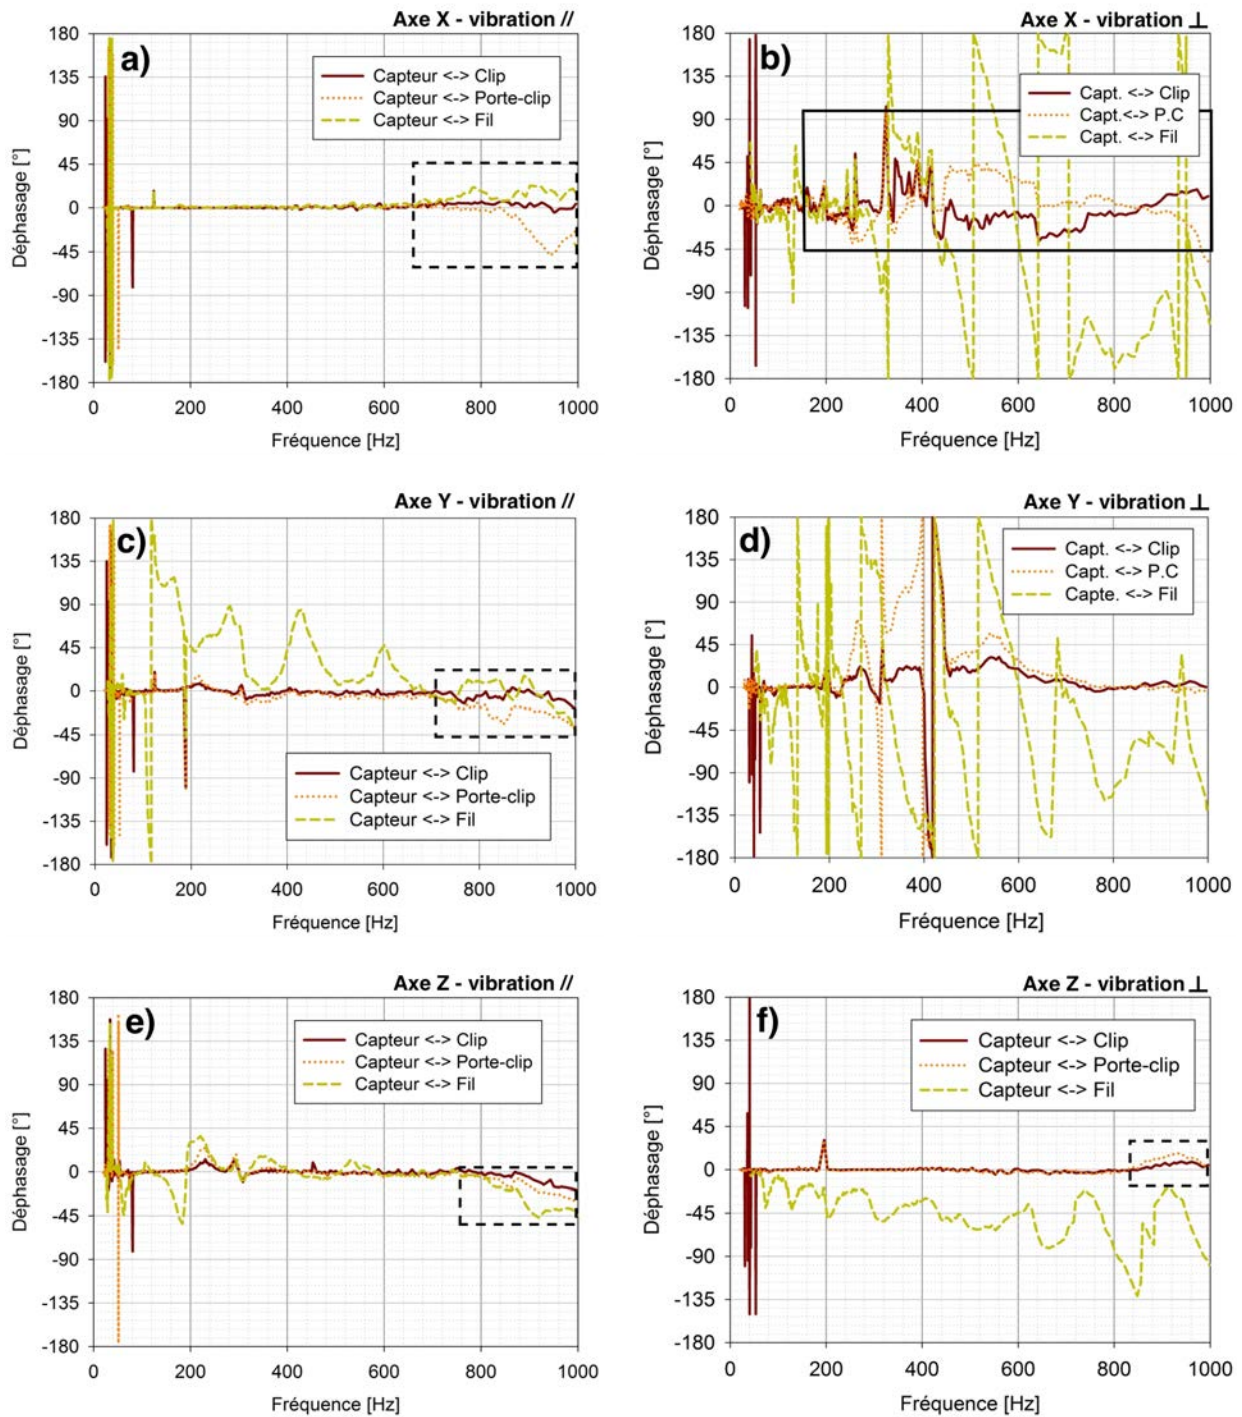 Axe X - vibration //
a)
Capteur <-> Clip
Capteur <-> Porte-clip
Capteur <-> Fil
180
135
90
45
0
-45
-90
-135
-180
Déphasage [°]
0 200 400 600 800 1000
Fréquence [Hz]
Axe X - vibration ⊥
b)
Capt. <-> Clip
Capt.<-> P.C
Capt. <-> Fil
180
135
90
45
0
-45
-90
-135
-180
Déphasage [°]
0 200 400 600 800 1000
Fréquence [Hz]
Axe Y - vibration //
c)
Capteur <-> Clip
Capteur <-> Porte-clip
Capteur <-> Fil
180
135
90
45
0
-45
-90
-135
-180
Déphasage [°]
0 200 400 600 800 1000
Fréquence [Hz]
Axe Y - vibration ⊥
d)
Capt. <-> Clip
Capt. <-> P.C
Capte. <-> Fil
180
135
90
45
0
-45
-90
-135
-180
Déphasage [°]
0 200 400 600 800 1000
Fréquence [Hz]
Axe Z - vibration //
e)
Capteur <-> Clip
Capteur <-> Porte-clip
Capteur <-> Fil
180
135
90
45
0
-45
-90
-135
-180
Déphasage [°]
0 200 400 600 800 1000
Fréquence [Hz]
Axe Z - vibration ⊥
f)
Capteur <-> Clip
Capteur <-> Porte-clip
Capteur <-> Fil
180
135
90
45
0
-45
-90
-135
-180
Déphasage [°]
0 200 400 600 800 1000
Fréquence [Hz]